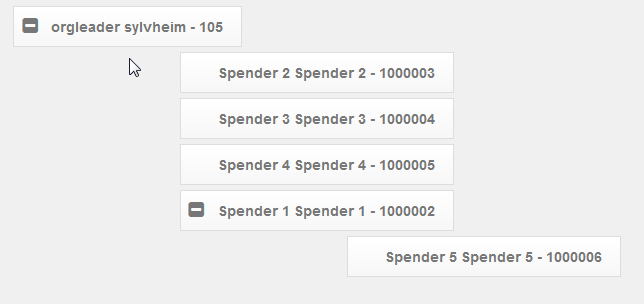 orgleader sylvheim - 105
Spender 2 Spender 2 - 1000003
Spender 3 Spender 3 - 1000004
Spender 4 Spender 4 - 1000005
Spender 1 Spender 1 - 1000002
Spender 5 Spender 5 - 1000006